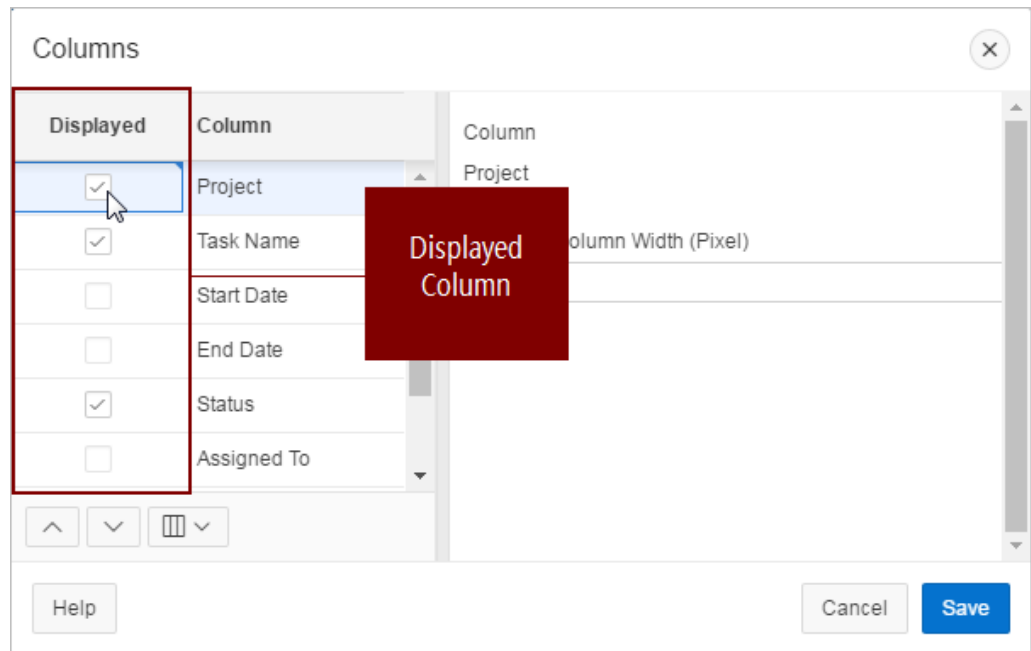 Columns
Displayed
Column
Project
Task Name
Start Date
End Date
Status
Assigned To
Column
Project
olumn Width (Pixel)
Displayed
Column
Help
Cancel
Save